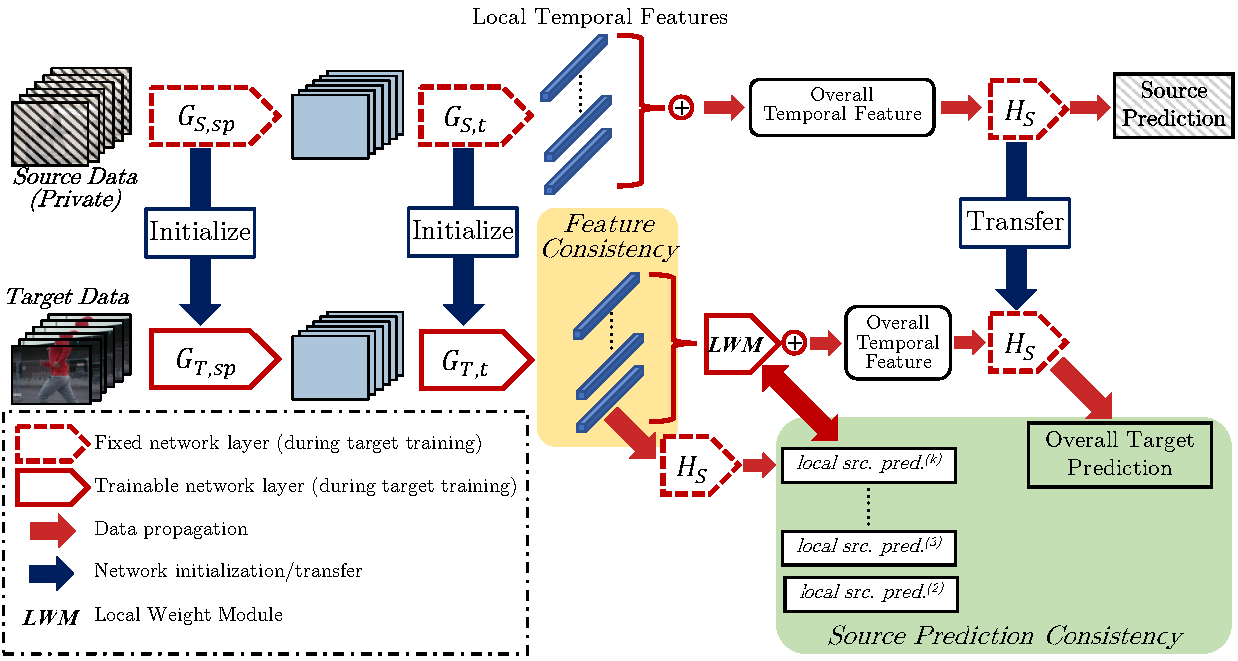 Local Temporal Features
G_{S,sp}
G_{S,t}
Overall
Temporal Feature
H_S
Source
Prediction
Source Data
(Private)
Initialize
Initialize
Transfer
Feature
Consistency
Target Data
G_{T,sp}
G_{T,t}
LWM
Overall
Temporal
Feature
H_S
Fixed network layer (during target training)
Trainable network layer (during target training)
Data propagation
Network initialization/transfer
LWM Local Weight Module
H_S
local src. pred.^{(k)}
local src. pred.^{(3)}
local src. pred.^{(2)}
Overall Target
Prediction
Source Prediction Consistency